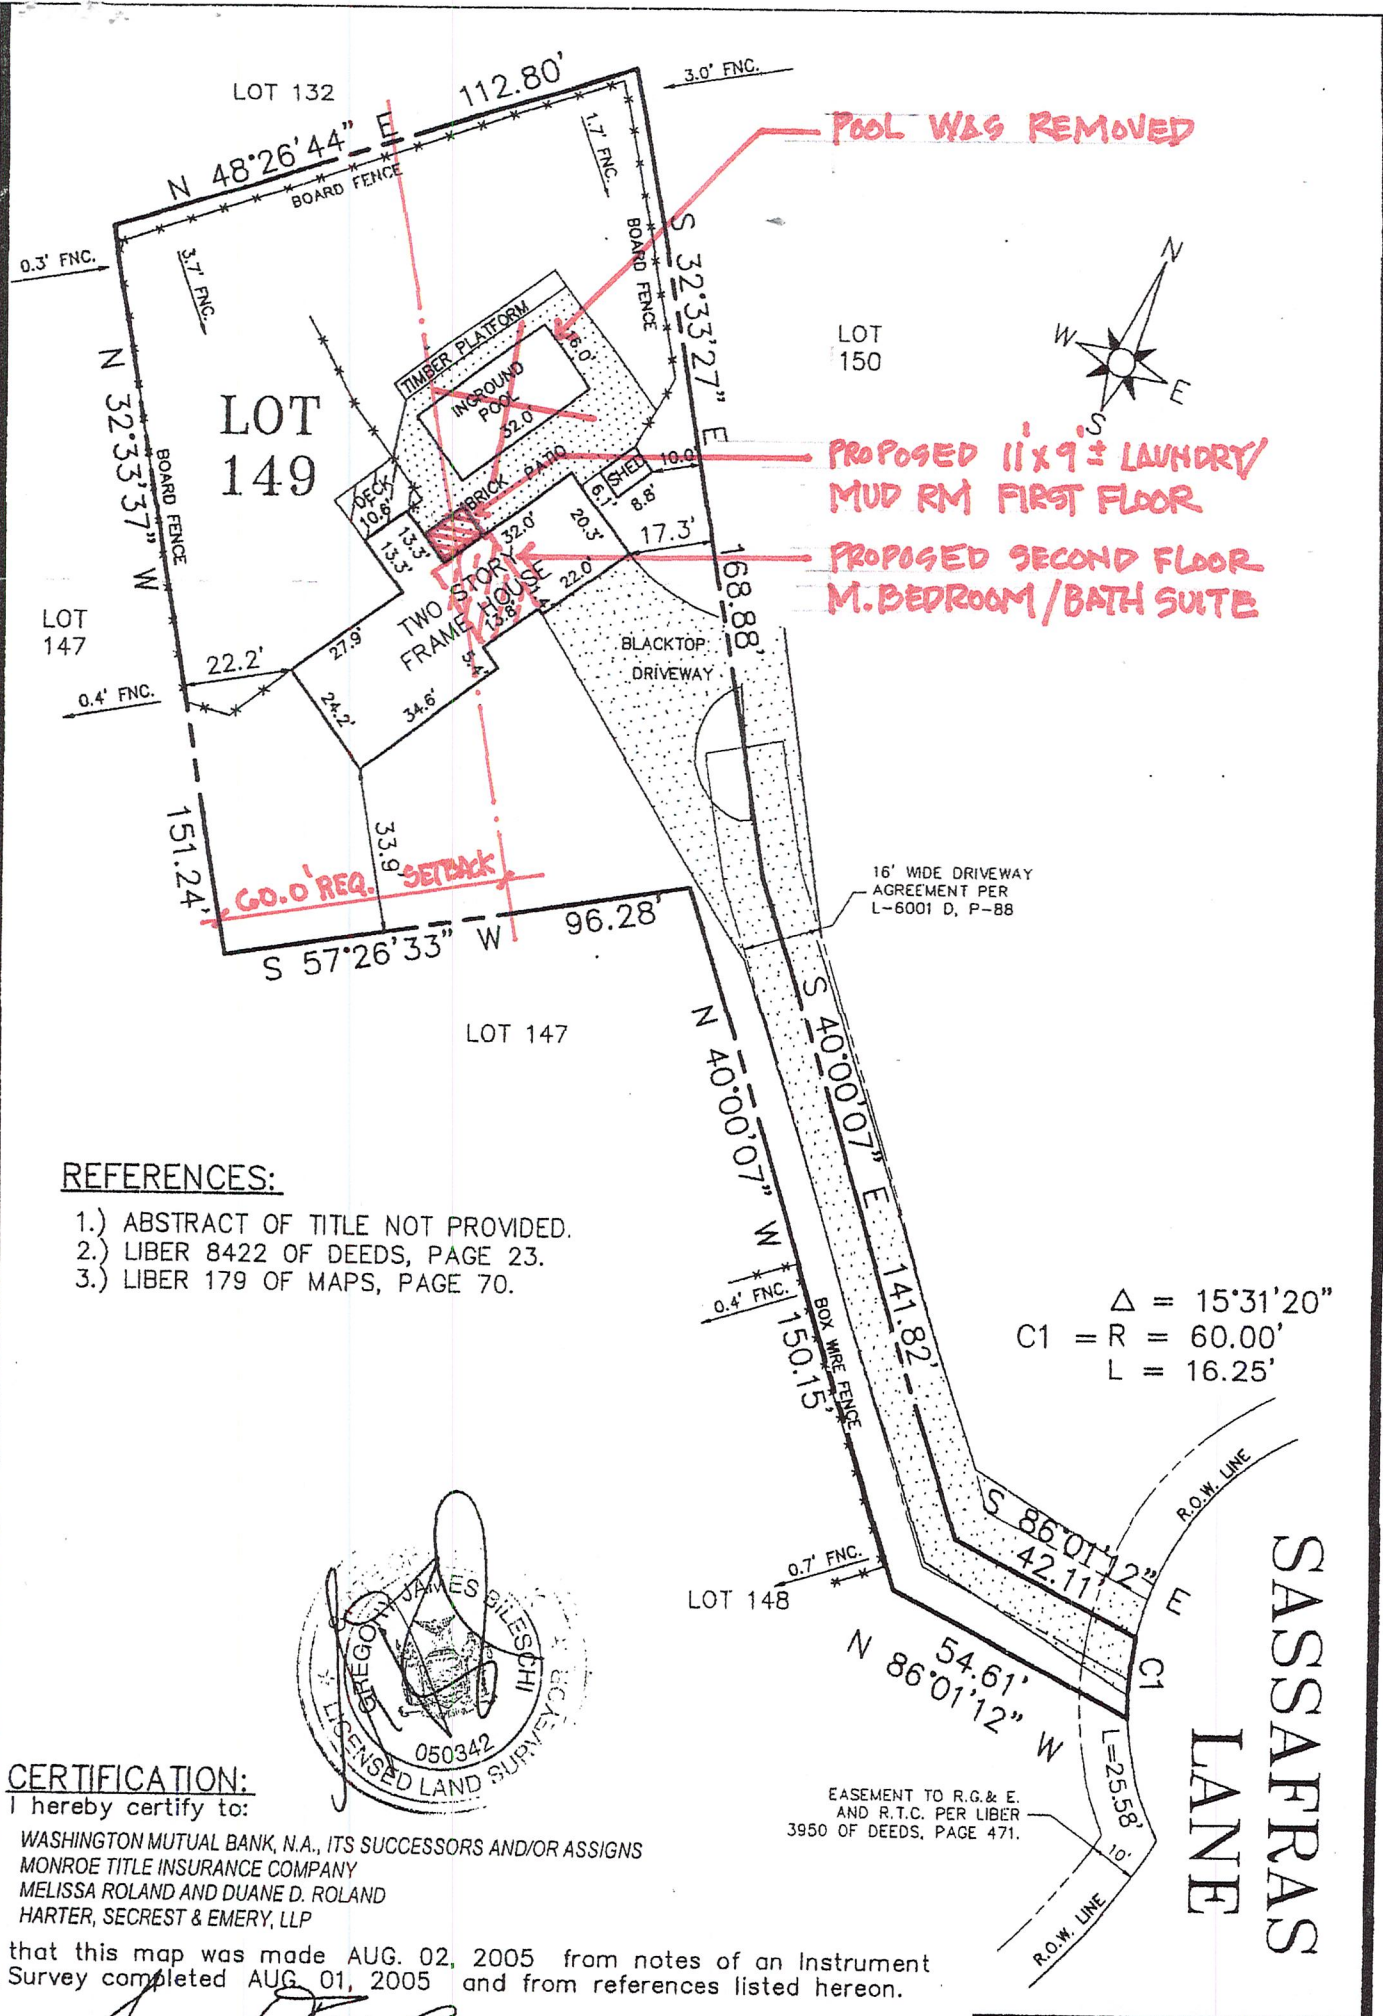 LOT 132
N 48°26'44" E
112.80'
3.0' FNC.
BOARD FENCE
1.7' FNC.
POOL WAS REMOVED
0.3' FNC.
3.7' FNC.
BOARD FENCE
S 32°33'27" E
168.88'
N
W
E
S
LOT
150
N 32°33'37" W
151.24'
BOARD FENCE
LOT
149
TIMBER PLATFORM
INGROUND
POOL
16.0'
32.0'
BRICK PATIO
DECK
10.6'
SHED
10.0'
6.1'
8.8'
PROPOSED 11'x9'± LAUNDRY/
MUD RM FIRST FLOOR
PROPOSED SECOND FLOOR
M.BEDROOM/BATH SUITE
13.3'
13.3'
32.0'
20.3'
17.3'
22.0'
1.4'
13.8'
5.4'
TWO STORY
FRAME HOUSE
27.9'
24.2'
34.6'
LOT
147
22.2'
0.4' FNC.
BLACKTOP
DRIVEWAY
33.9'
60.0' REQ. SETBACK
S 57°26'33" W
96.28'
16' WIDE DRIVEWAY
AGREEMENT PER
L-6001 D, P-88
LOT 147
N 40°00'07" W
150.15'
S 40°00'07" E
141.82'
0.4' FNC.
BOX WIRE FENCE
REFERENCES:
1.) ABSTRACT OF TITLE NOT PROVIDED.
2.) LIBER 8422 OF DEEDS, PAGE 23.
3.) LIBER 179 OF MAPS, PAGE 70.
Δ = 15°31'20"
C1 = R = 60.00'
L = 16.25'
R.O.W. LINE
S 86°01'12" E
42.11'
0.7' FNC.
LOT 148
54.61'
N 86°01'12" W
C1
L=25.58'
10'
R.O.W. LINE
SASSAFRAS
LANE
EASEMENT TO R.G.& E.
AND R.T.C. PER LIBER
3950 OF DEEDS, PAGE 471.
GREGORY JAMES BILESCHI
050342
LICENSED LAND SURVEYOR
CERTIFICATION:
I hereby certify to:
WASHINGTON MUTUAL BANK, N.A., ITS SUCCESSORS AND/OR ASSIGNS
MONROE TITLE INSURANCE COMPANY
MELISSA ROLAND AND DUANE D. ROLAND
HARTER, SECREST & EMERY, LLP
that this map was made AUG. 02, 2005 from notes of an Instrument
Survey completed AUG. 01, 2005 and from references listed hereon.